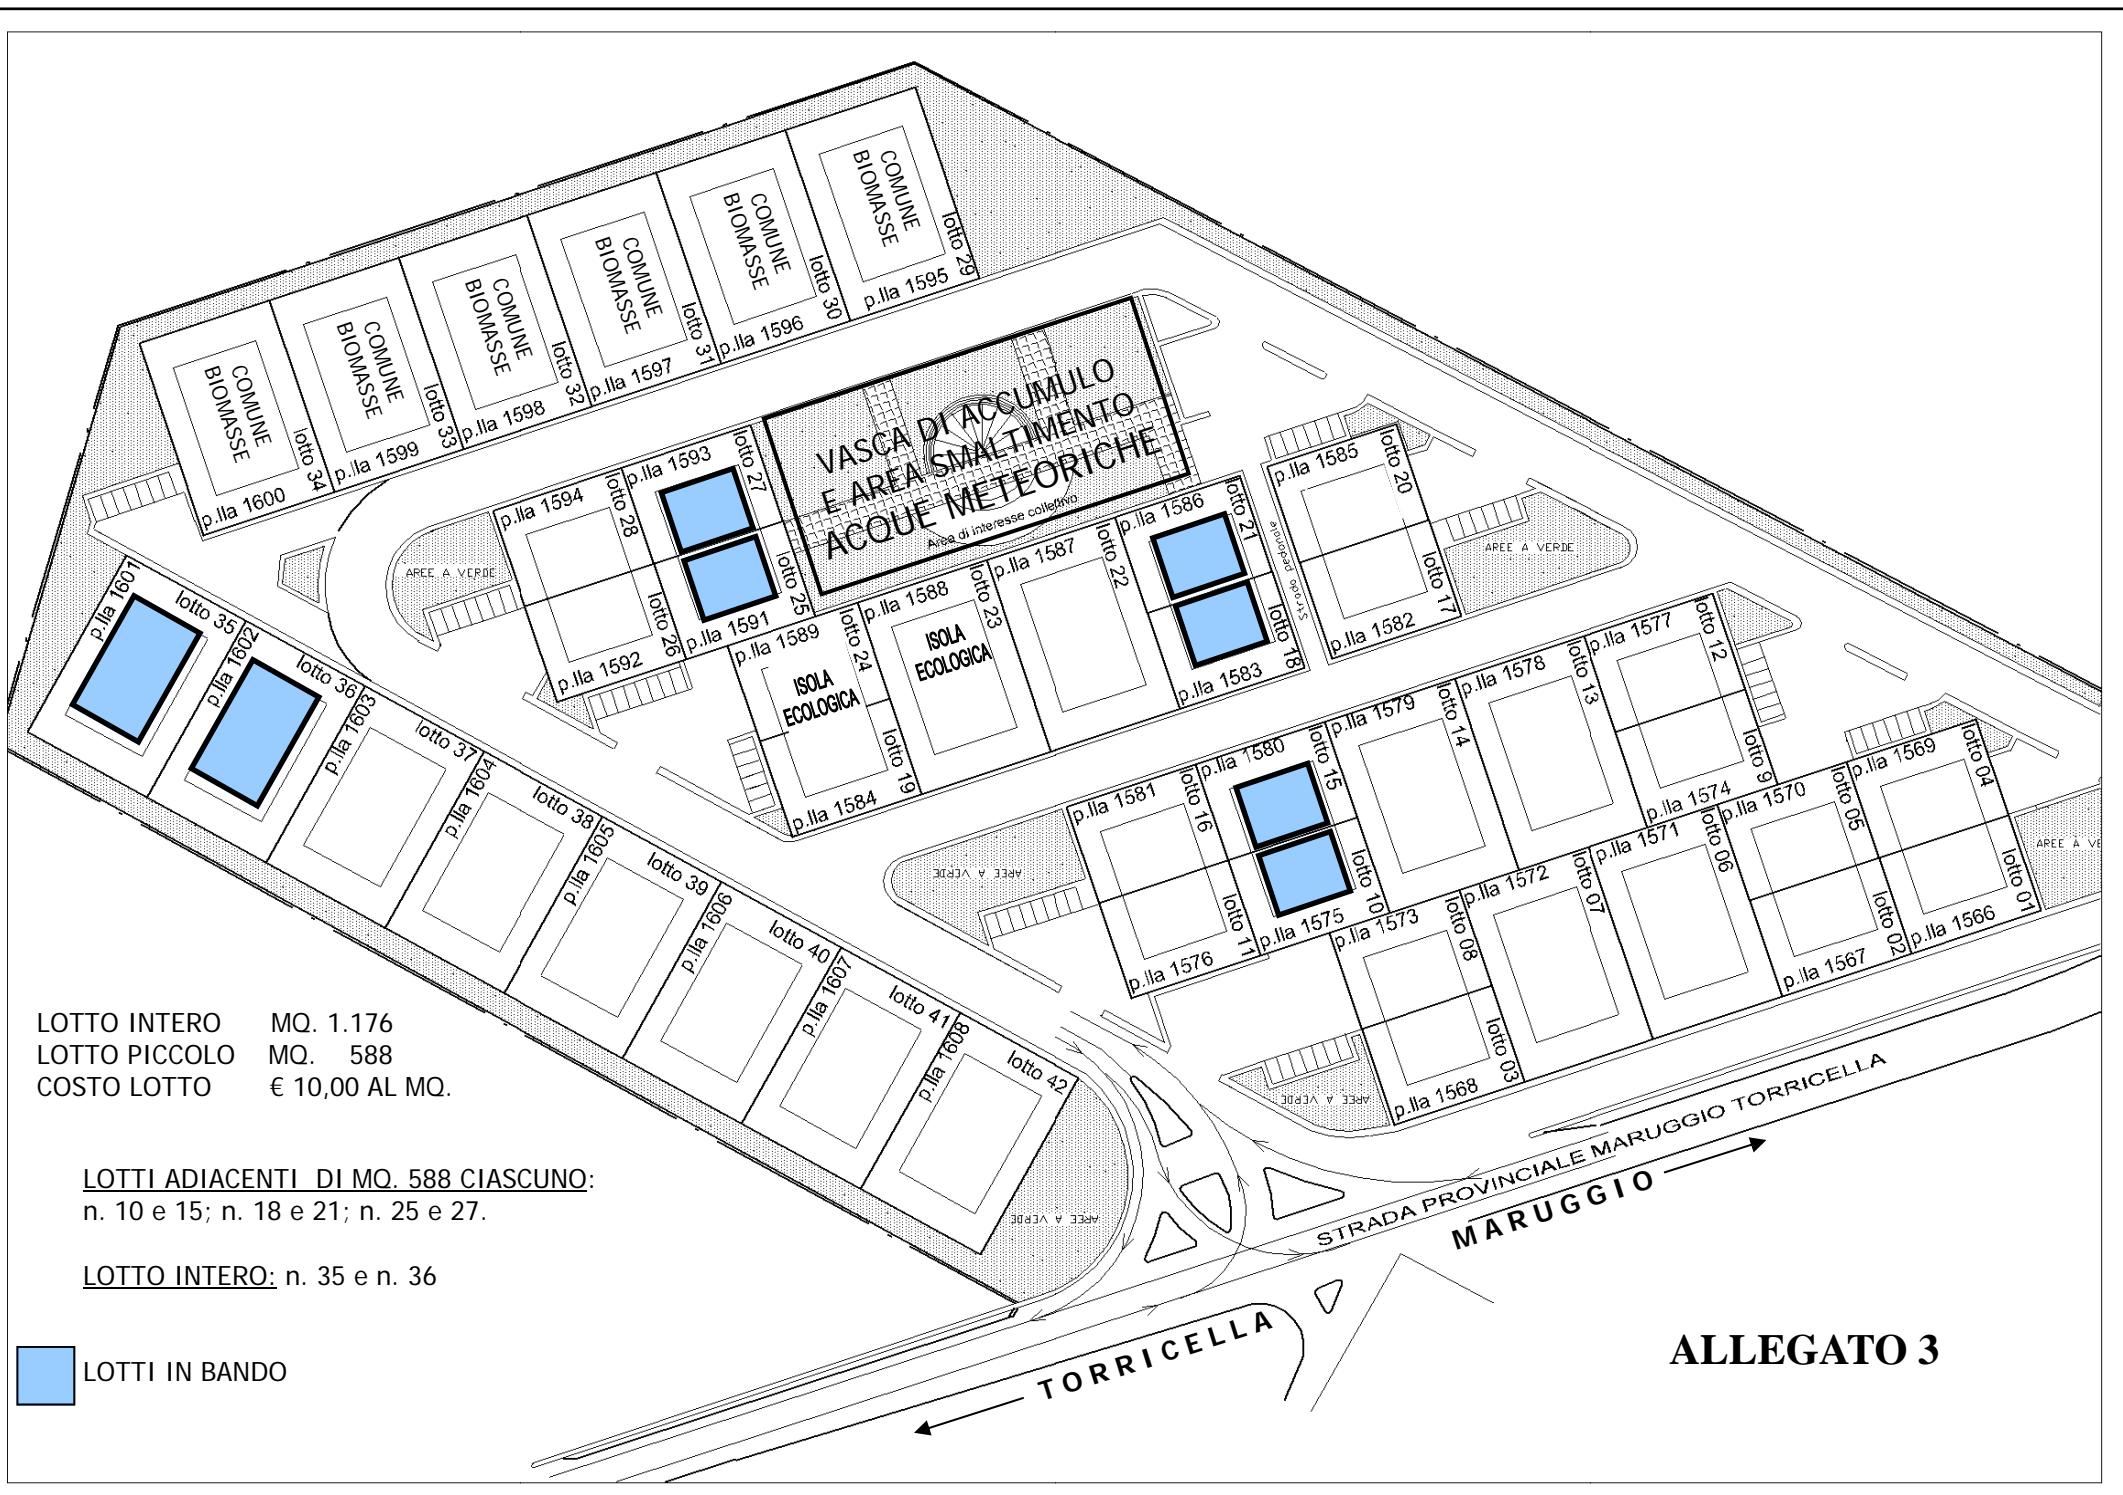 COMUNE
BIOMASSE
lotto 29
p.lla 1595
COMUNE
BIOMASSE
lotto 30
p.lla 1596
COMUNE
BIOMASSE
lotto 31
p.lla 1597
COMUNE
BIOMASSE
lotto 32
p.lla 1598
COMUNE
BIOMASSE
lotto 33
p.lla 1599
COMUNE
BIOMASSE
lotto 34
p.lla 1600
VASCA DI ACCUMULO
E AREA SMALTIMENTO
ACQUE METEORICHE
Area di interesse collettivo
p.lla 1593
lotto 27
p.lla 1594
lotto 28
AREE A VERDE
p.lla 1591
lotto 25
p.lla 1592
lotto 26
p.lla 1585
lotto 20
p.lla 1586
lotto 21
Strada pedonale
p.lla 1587
lotto 22
p.lla 1588
lotto 23
ISOLA
ECOLOGICA
p.lla 1589
lotto 24
ISOLA
ECOLOGICA
AREE A VERDE
p.lla 1582
lotto 17
p.lla 1583
lotto 18
p.lla 1584
lotto 19
p.lla 1601
lotto 35
p.lla 1602
lotto 36
p.lla 1603
lotto 37
p.lla 1604
lotto 38
p.lla 1605
lotto 39
p.lla 1606
lotto 40
p.lla 1607
lotto 41
p.lla 1608
lotto 42
p.lla 1577
lotto 12
p.lla 1578
lotto 13
p.lla 1579
lotto 14
p.lla 1580
lotto 15
p.lla 1581
lotto 16
AREE A VERDE
p.lla 1574
lotto 9
p.lla 1575
lotto 10
p.lla 1576
lotto 11
p.lla 1569
lotto 04
p.lla 1570
lotto 05
p.lla 1571
lotto 06
p.lla 1572
lotto 07
p.lla 1573
lotto 08
AREE A VE
p.lla 1566
lotto 01
p.lla 1567
lotto 02
p.lla 1568
lotto 03
AREE A VERDE
AREE A VERDE
LOTTO INTERO MQ. 1.176
LOTTO PICCOLO MQ. 588
COSTO LOTTO € 10,00 AL MQ.
LOTTI ADIACENTI DI MQ. 588 CIASCUNO:
n. 10 e 15; n. 18 e 21; n. 25 e 27.
LOTTO INTERO: n. 35 e n. 36
LOTTI IN BANDO
STRADA PROVINCIALE MARUGGIO TORRICELLA
MARUGGIO
TORRICELLA
ALLEGATO 3